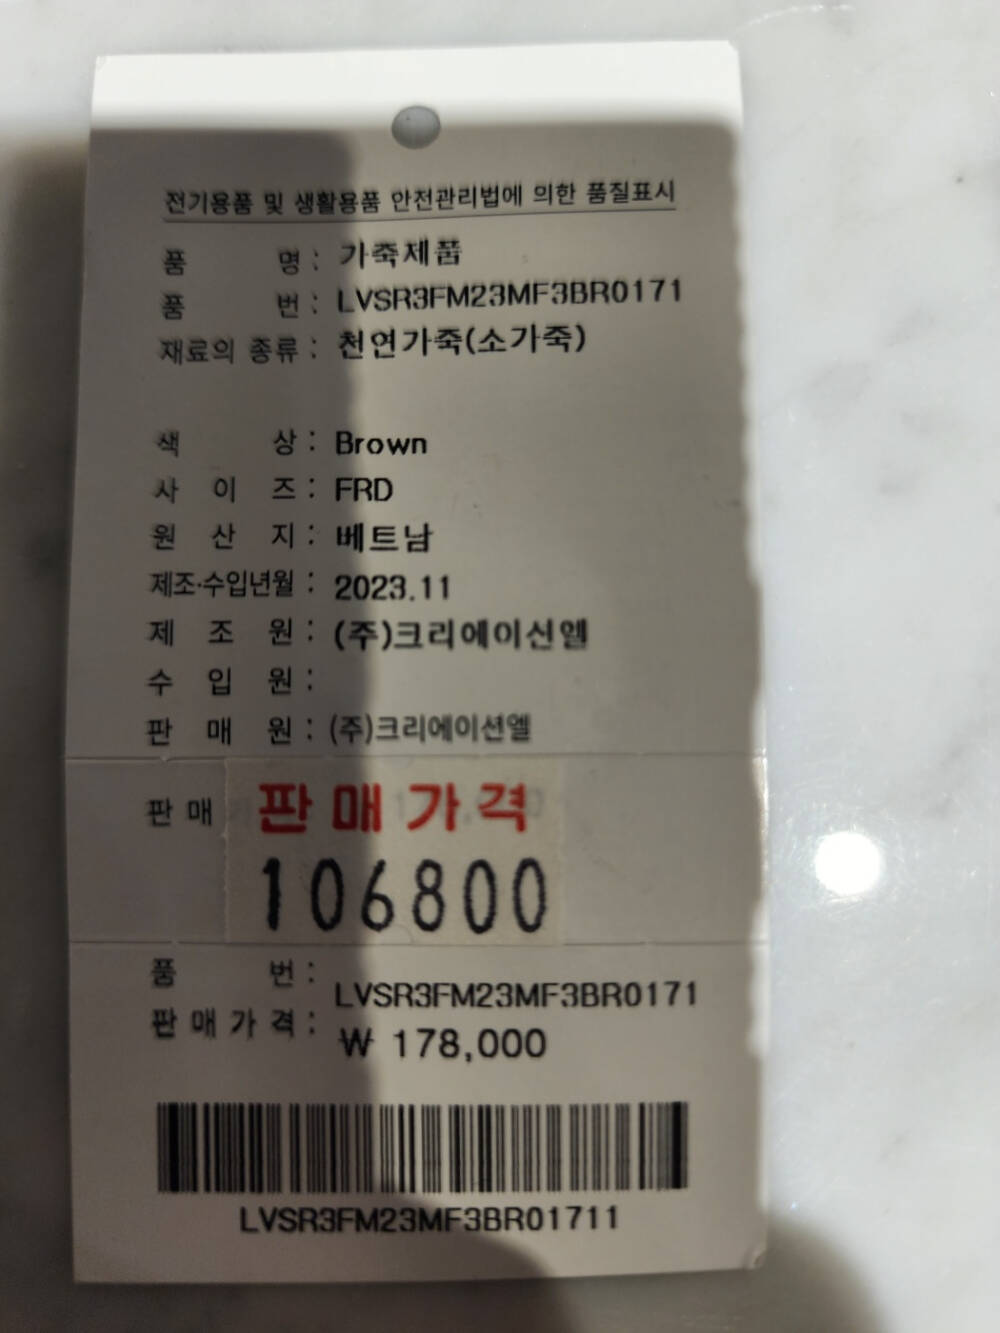 전기용품 및 생활용품 안전관리법에 의한 품질표시
품 명 : 가죽제품
품 번 : LVSR3FM23MF3BR0171
재료의 종류 : 천연가죽(소가죽)
색 상 : Brown
사 이 즈 : FRD
원 산 지 : 베트남
제조·수입년월 : 2023.11
제 조 원 : (주)크리에이션엘
수 입 원 :
판 매 원 : (주)크리에이션엘
판 매
판매가격
106800
품 번 : LVSR3FM23MF3BR0171
판 매 가 격 : ₩ 178,000
LVSR3FM23MF3BR01711